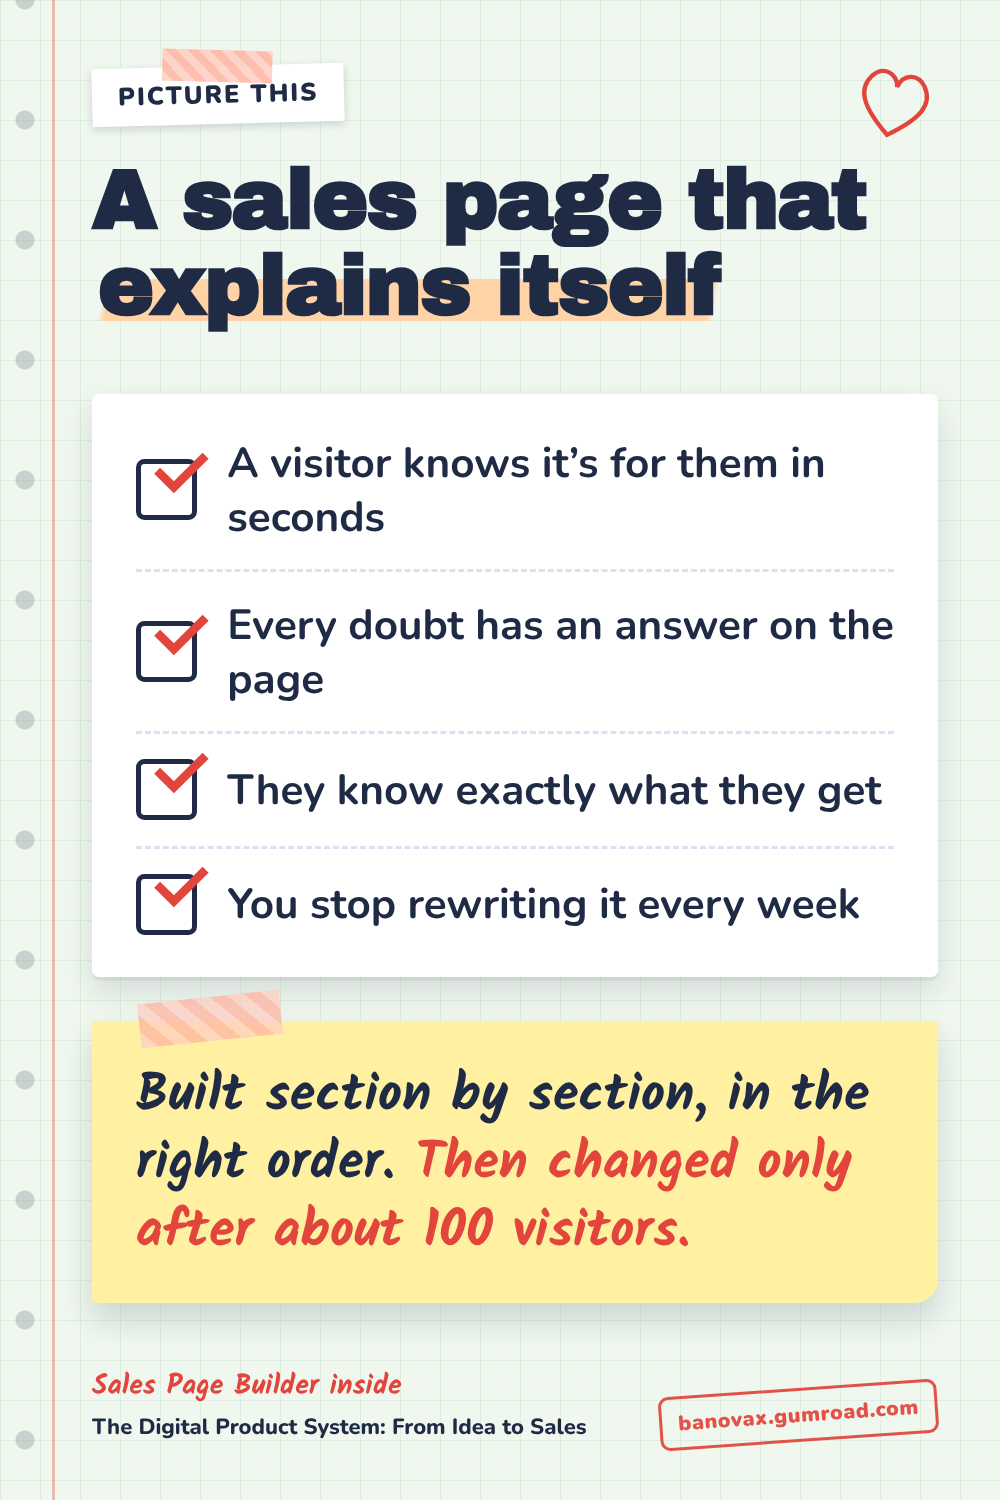 PICTURE THIS
A sales page that
explains itself
A visitor knows it’s for them in
seconds
Every doubt has an answer on the
page
They know exactly what they get
You stop rewriting it every week
Built section by section, in the
right order. Then changed only
after about 100 visitors.
Sales Page Builder inside
The Digital Product System: From Idea to Sales
banovax.gumroad.com